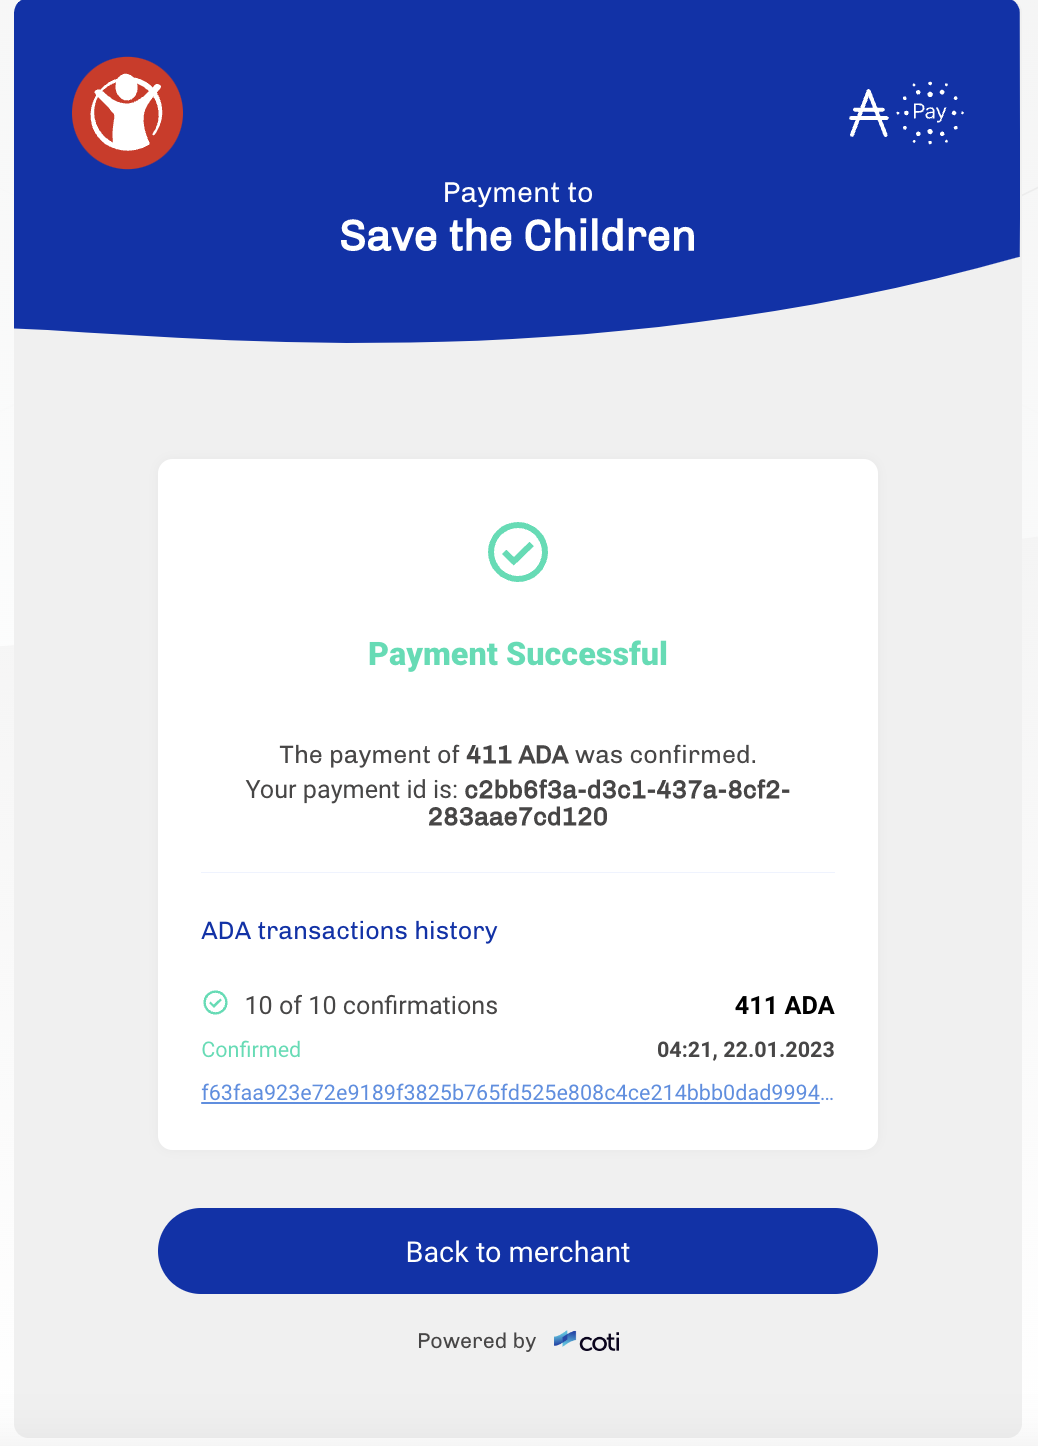 Pay
Payment to
Save the Children
Payment Successful
The payment of 411 ADA was confirmed.
Your payment id is: c2bb6f3a-d3c1-437a-8cf2-
283aae7cd120
ADA transactions history
10 of 10 confirmations 411 ADA
Confirmed 04:21, 22.01.2023
f63faa923e72e9189f3825b765fd525e808c4ce214bbb0dad9994...
Back to merchant
Powered by coti